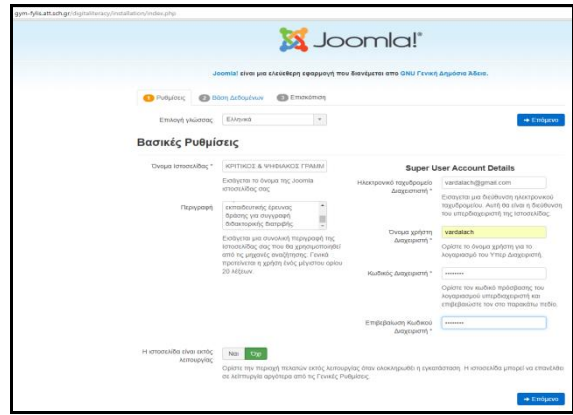 gym-fylis.att.sch.gr/digitalliteracy/installation/index.php
Joomla!®
Joomla! είναι μια ελεύθερη εφαρμογή που διανέμεται απο GNU Γενική Δημόσια Άδεια.
1 Ρυθμίσεις 2 Βάση Δεδομένων 3 Επισκόπηση
Επιλογή γλώσσας Ελληνικά
→ Επόμενο
Βασικές Ρυθμίσεις
Όνομα Ιστοσελίδας * ΚΡΙΤΙΚΟΣ & ΨΗΦΙΑΚΟΣ ΓΡΑΜΜ
Εισάγεται το όνομα της Joomla
ιστοσελίδας σας
Περιγραφή
εκπαιδευτικής έρευνας
δράσης για συγγραφή
διδακτορικής διατριβής
Εισάγεται μια συνολική περιγραφή της
ιστοσελίδας σας που θα χρησιμοποιηθεί
από τις μηχανές αναζήτησης. Γενικά
προτείνεται η χρήση ένός μέγιστου ορίου
20 λέξεων.
Super User Account Details
Ηλεκτρονικό ταχυδρομείο
Διαχειριστή *
vardalach@gmail.com
Εισαγεται μια διεύθυνση ηλεκτρονικού
ταχυδρομείου. Αυτή θα είναι η διεύθυνση
του υπερδιαχειριστή της Ιστοσελίδας.
Όνομα χρήστη
Διαχειριστή *
vardalach
Ορίστε το όνομα χρήστη για το
λογαριασμό του Υπερ Διαχειριστή.
Κωδικός Διαχειριστή *
••••••••
Ορίστε τον κωδικό πρόσβασης του
λογαριασμού υπερδιαχειριστή και
επιβεβαιώστε τον στο παρακάτω πεδίο.
Επιβεβαίωση Κωδικού
Διαχειριστή *
••••••••
Η ιστοσελίδα είναι εκτός
λειτουργίας
Ναι Όχι
Ορίστε την περιοχή πελατών εκτός λειτουργίας όταν ολοκληρωθεί η εγκατάσταση. Η ιστοσελίδα μπορεί να επανέλθει
σε λειτουργία αργότερα από τις Γενικές Ρυθμίσεις.
→ Επόμενο